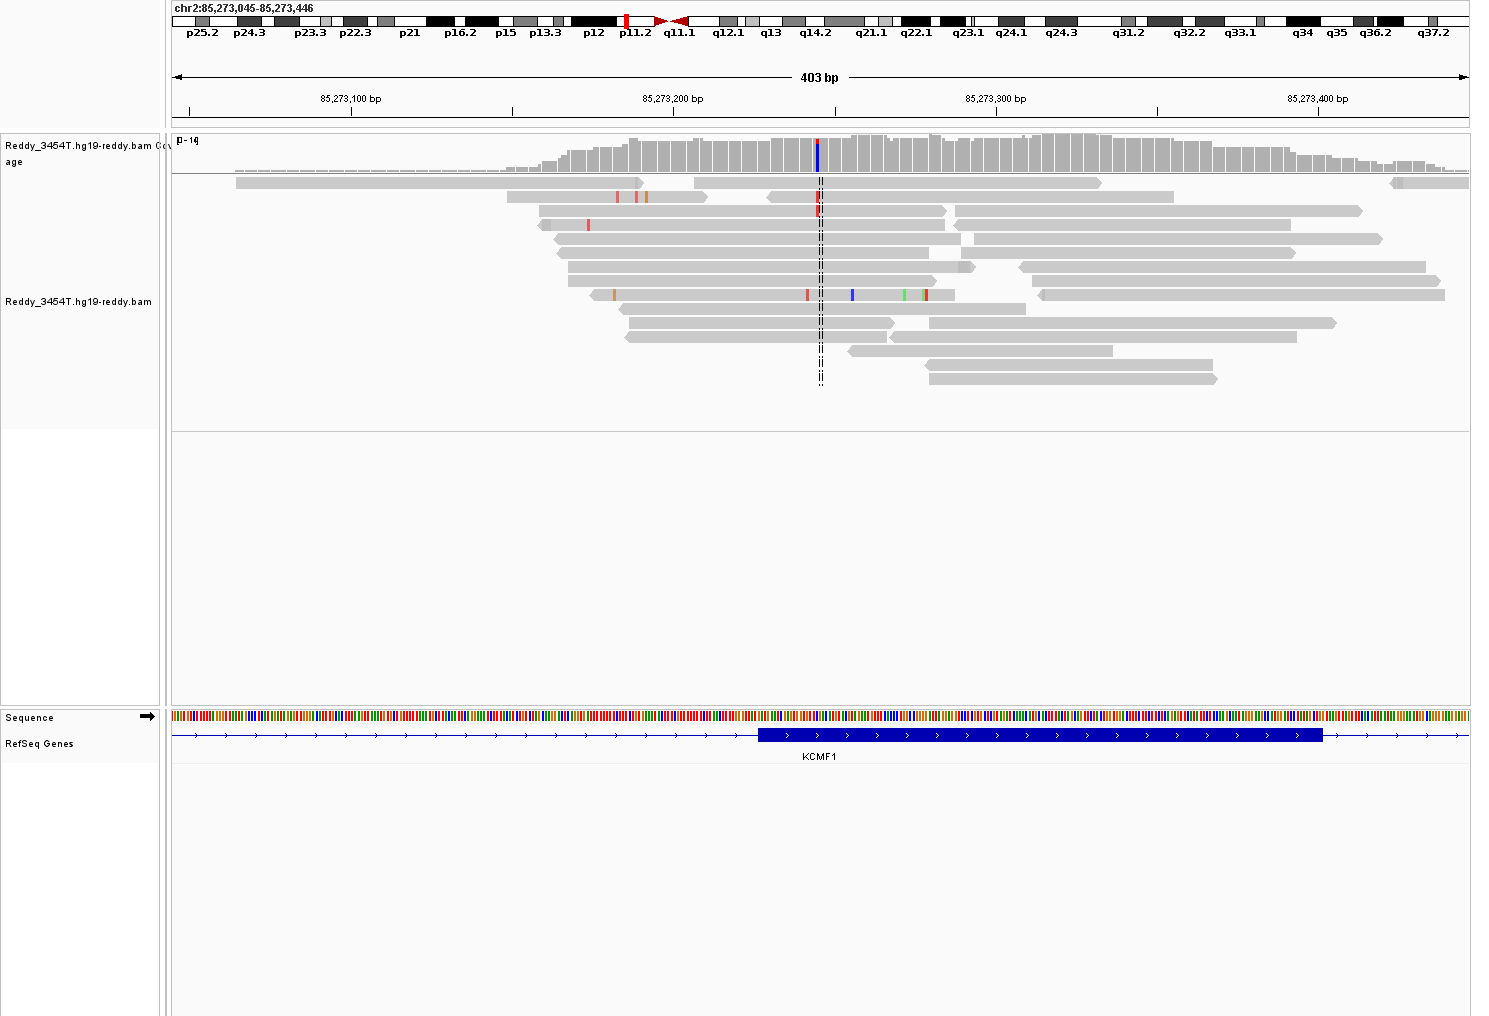 chr2:85,273,045-85,273,446
p25.2 p24.3 p23.3 p22.3 p21 p16.2 p15 p13.3 p12 p11.2 q11.1 q12.1 q13 q14.2 q21.1 q22.1 q23.1 q24.1 q24.3 q31.2 q32.2 q33.1 q34 q35 q36.2 q37.2
403 bp
85,273,100 bp 85,273,200 bp 85,273,300 bp 85,273,400 bp
Reddy_3454T.hg19-reddy.bam Cov
age
Reddy_3454T.hg19-reddy.bam
Sequence
RefSeq Genes
KCMF1